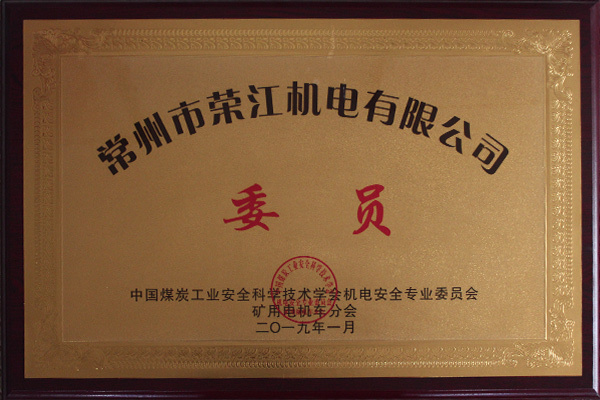 常州市荣江机电有限公司
委员
中国煤炭工业安全科学技术学会机电安全专业委员会
矿用电机车分会
二〇一九年一月